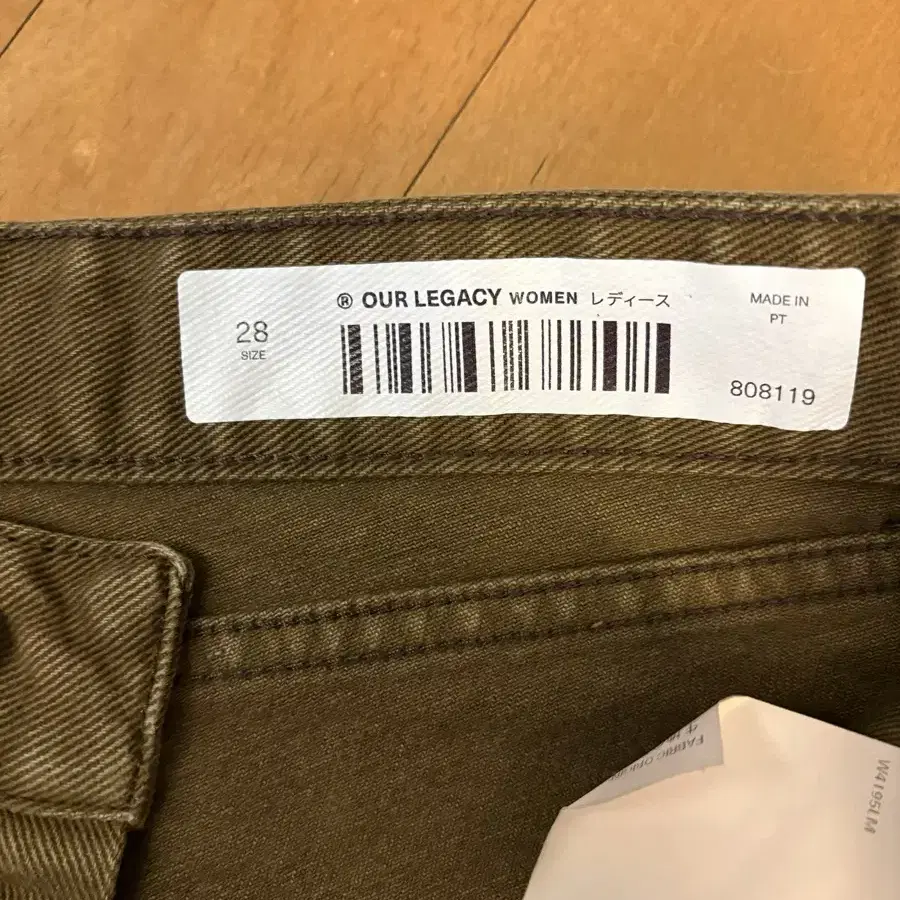 ® OUR LEGACY WOMEN レディース
28
SIZE
MADE IN
PT
808119
W4195LM